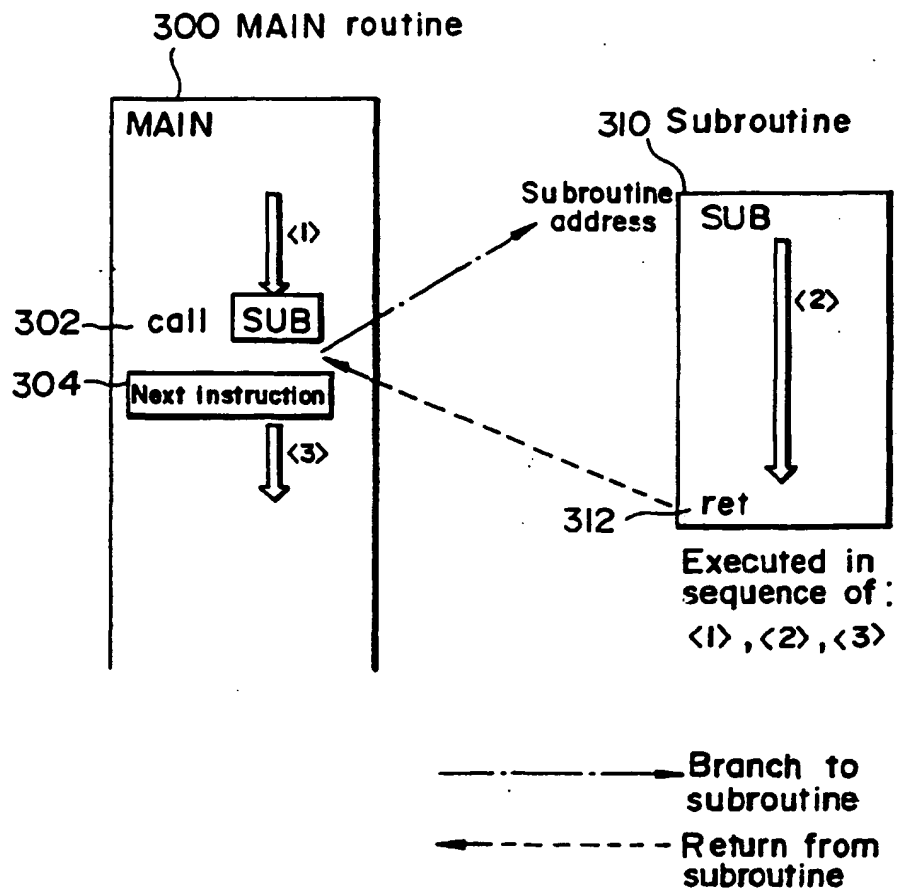 300 MAIN routine
MAIN
<1>
302 call SUB
304 Next instruction
<3>
310 Subroutine
Subroutine
address
SUB
<2>
312 ret
Executed in
sequence of :
<1>, <2>, <3>
Branch to
subroutine
Return from
subroutine